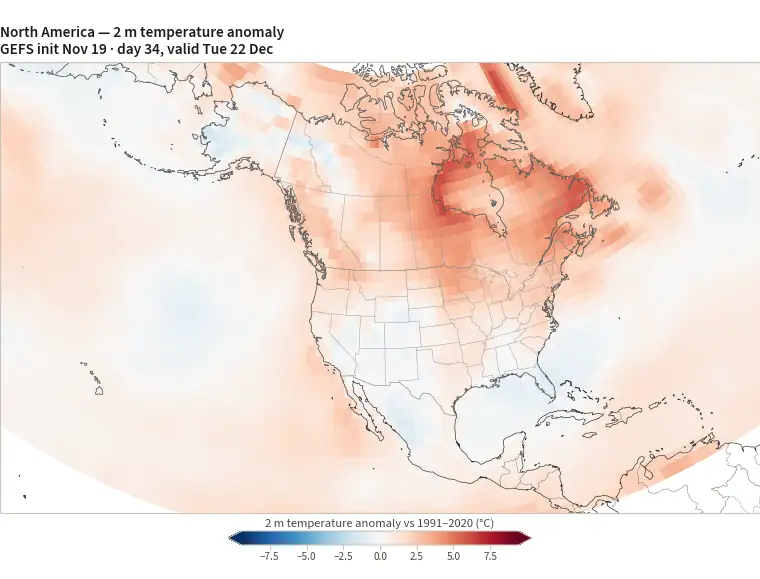 North America — 2 m temperature anomaly
GEFS init Nov 19 · day 34, valid Tue 22 Dec
2 m temperature anomaly vs 1991–2020 (°C)
−7.5 −5.0 −2.5 0.0 2.5 5.0 7.5